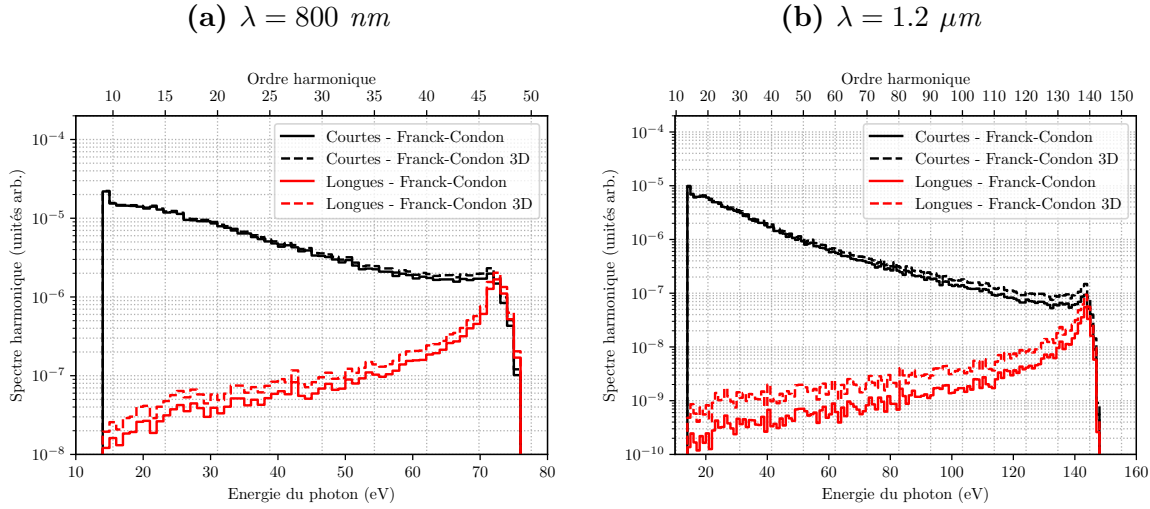 (a) λ = 800 nm
Ordre harmonique
10 15 20 25 30 35 40 45 50
Spectre harmonique (unités arb.)
10⁻⁴
10⁻⁵
10⁻⁶
10⁻⁷
10⁻⁸
Courtes - Franck-Condon
Courtes - Franck-Condon 3D
Longues - Franck-Condon
Longues - Franck-Condon 3D
10 20 30 40 50 60 70 80
Energie du photon (eV)
(b) λ = 1.2 μm
Ordre harmonique
10 20 30 40 50 60 70 80 90 100 110 120 130 140 150
Spectre harmonique (unités arb.)
10⁻⁴
10⁻⁵
10⁻⁶
10⁻⁷
10⁻⁸
10⁻⁹
10⁻¹⁰
Courtes - Franck-Condon
Courtes - Franck-Condon 3D
Longues - Franck-Condon
Longues - Franck-Condon 3D
20 40 60 80 100 120 140 160
Energie du photon (eV)